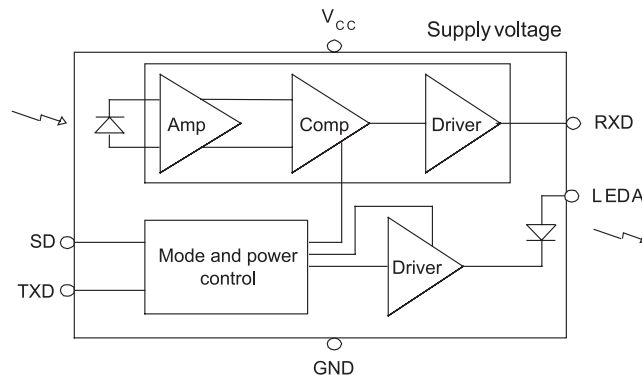 VCC
Supply voltage
Amp
Comp
Driver
RXD
LEDA
SD
Mode and power
control
Driver
TXD
GND